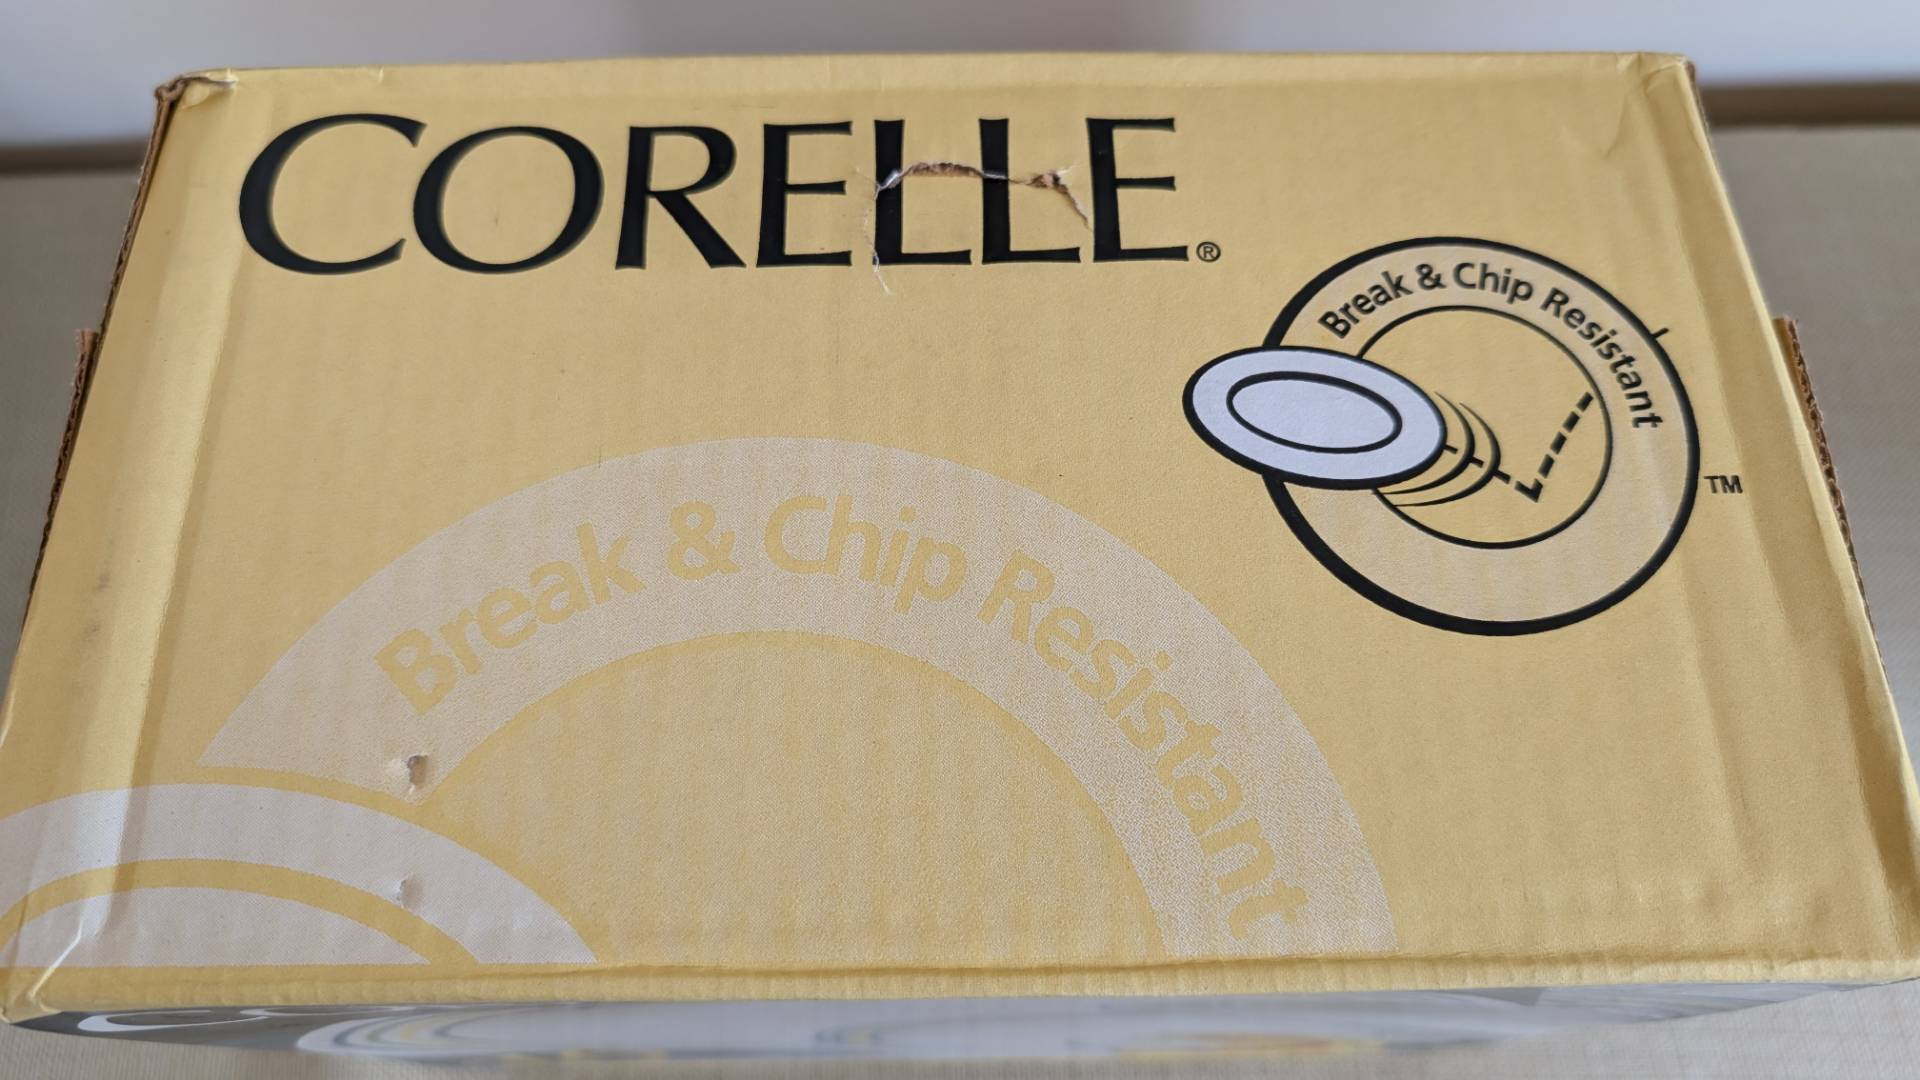 CORELLE®
Break & Chip Resistant
TM
Break & Chip Resistant